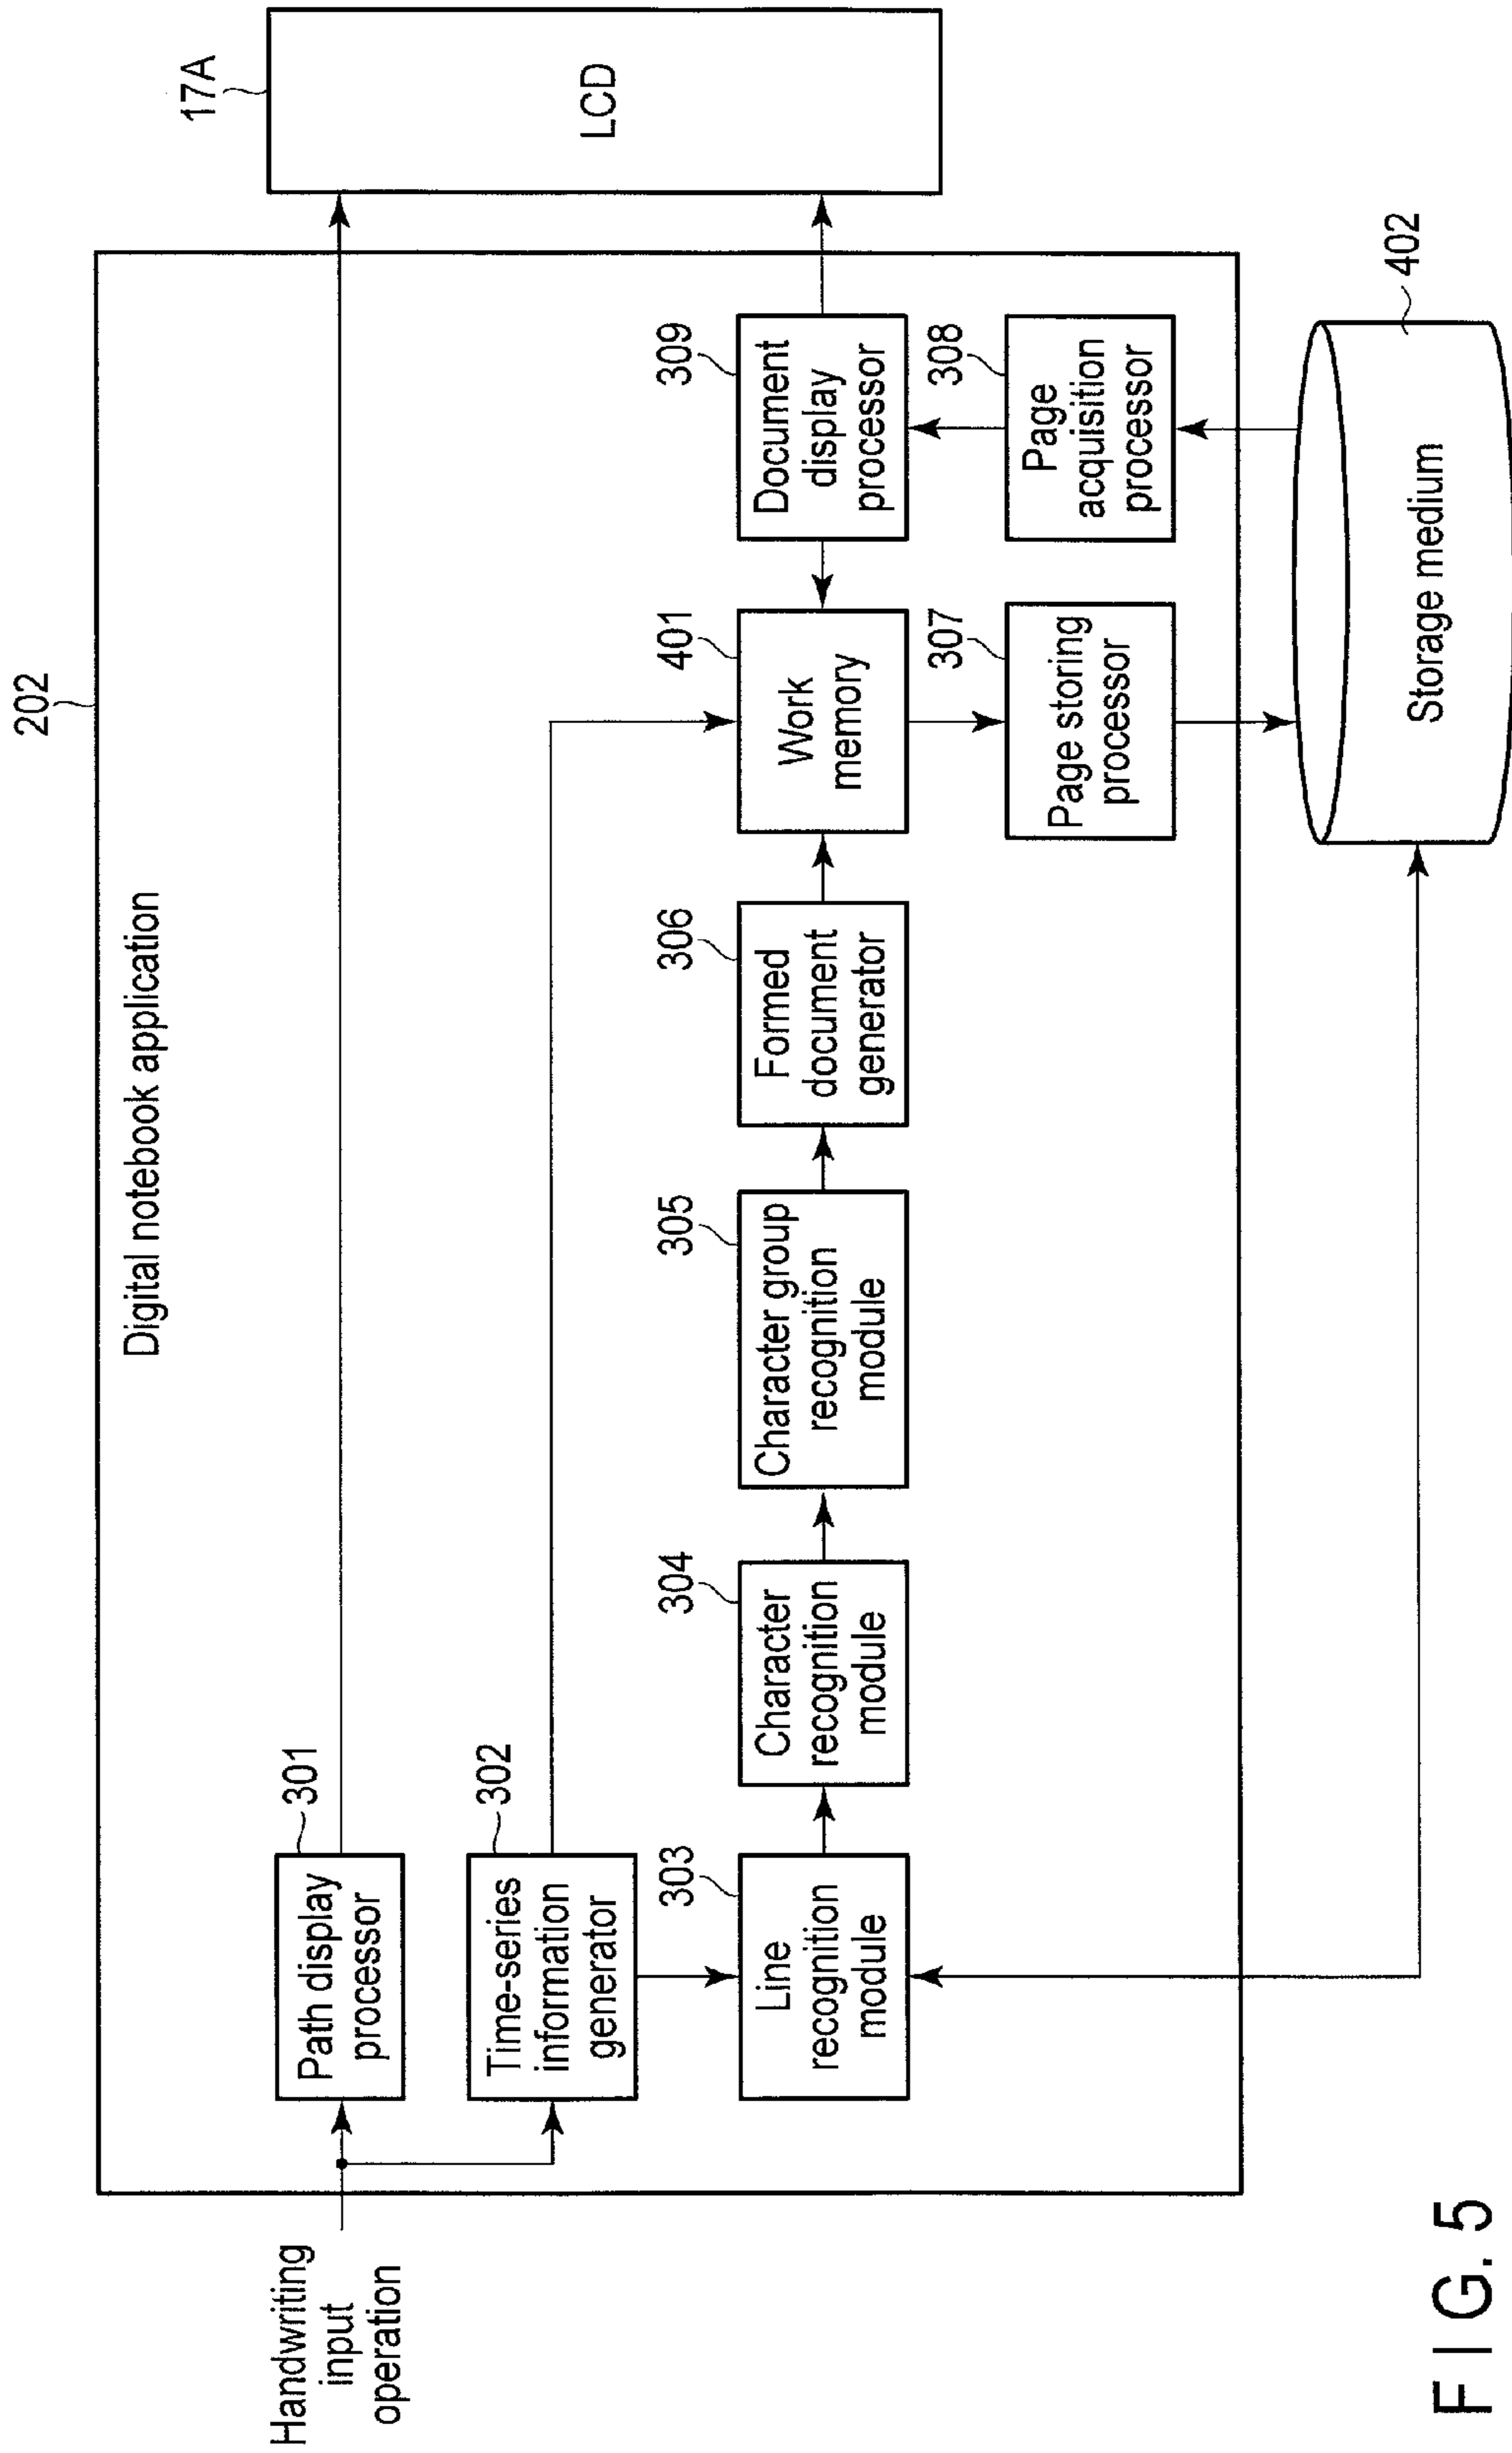 202
Digital notebook application
17A
LCD
Handwriting
input
operation
301
Path display
processor
302
Time-series
information
generator
303
Line
recognition
module
304
Character
recognition
module
305
Character group
recognition
module
306
Formed
document
generator
401
Work
memory
309
Document
display
processor
307
Page storing
processor
308
Page
acquisition
processor
402
Storage medium
FIG. 5